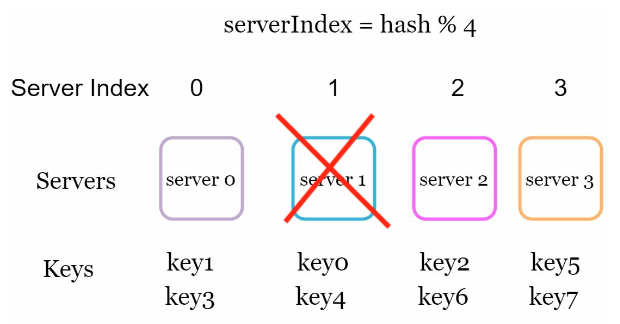 serverIndex = hash % 4
Server Index 0 1 2 3
Servers server 0 server 1 server 2 server 3
Keys key1 key0 key2 key5
key3 key4 key6 key7